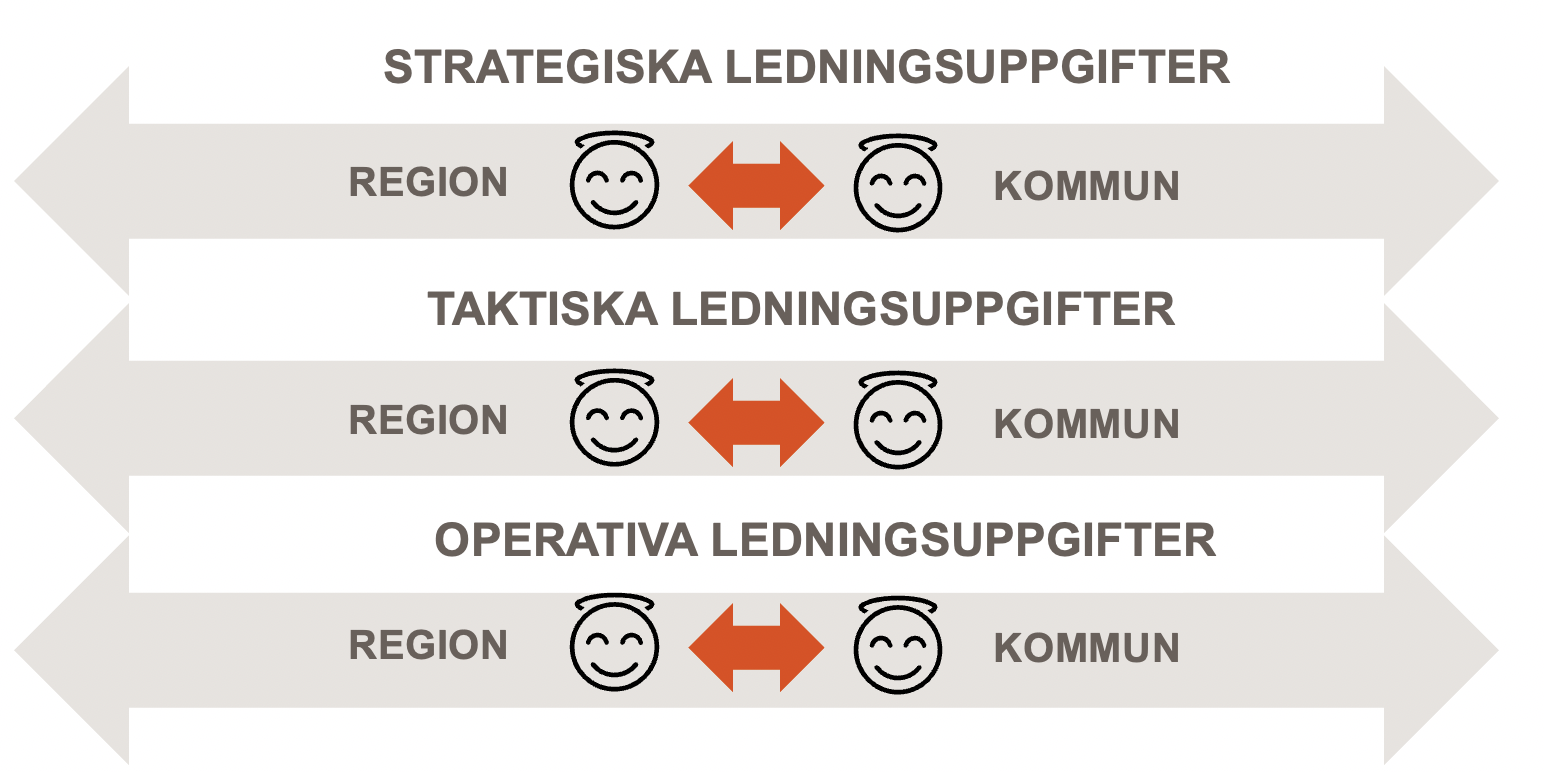 STRATEGISKA LEDNINGSUPPGIFTER
REGION
KOMMUN
TAKTISKA LEDNINGSUPPGIFTER
REGION
KOMMUN
OPERATIVA LEDNINGSUPPGIFTER
REGION
KOMMUN